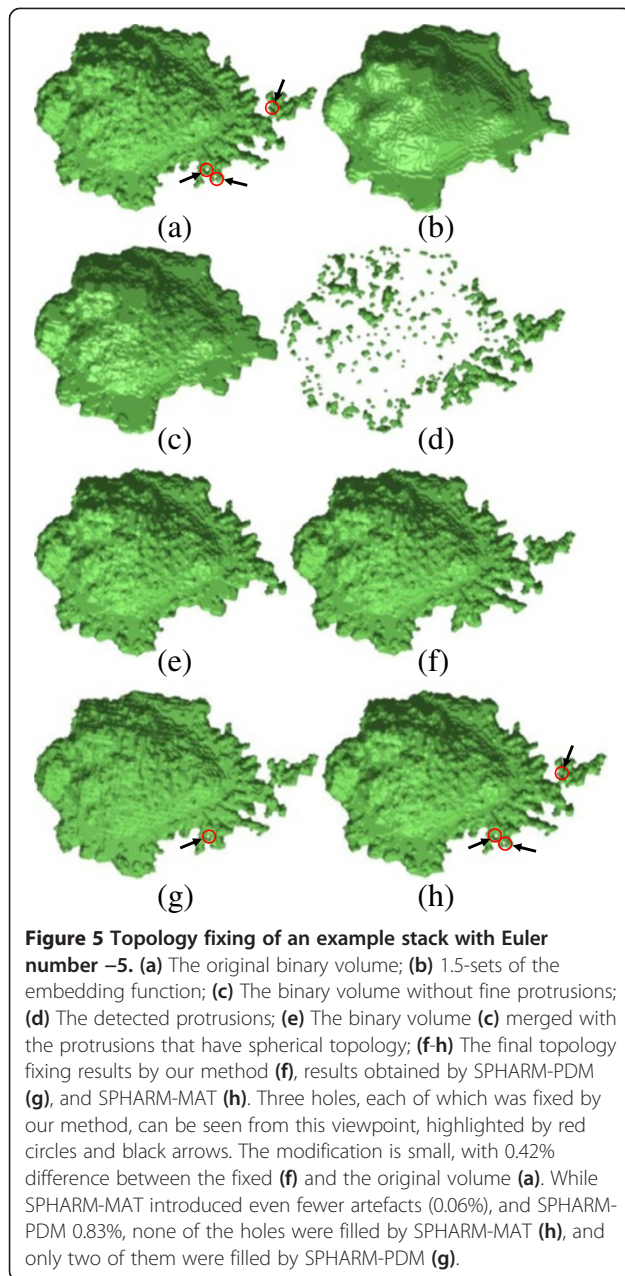 (a)
(b)
(c)
(d)
(e)
(f)
(g)
(h)
Figure 5 Topology fixing of an example stack with Euler
number −5. (a) The original binary volume; (b) 1.5-sets of the
embedding function; (c) The binary volume without fine protrusions;
(d) The detected protrusions; (e) The binary volume (c) merged with
the protrusions that have spherical topology; (f-h) The final topology
fixing results by our method (f), results obtained by SPHARM-PDM
(g), and SPHARM-MAT (h). Three holes, each of which was fixed by
our method, can be seen from this viewpoint, highlighted by red
circles and black arrows. The modification is small, with 0.42%
difference between the fixed (f) and the original volume (a). While
SPHARM-MAT introduced even fewer artefacts (0.06%), and SPHARM-
PDM 0.83%, none of the holes were filled by SPHARM-MAT (h), and
only two of them were filled by SPHARM-PDM (g).